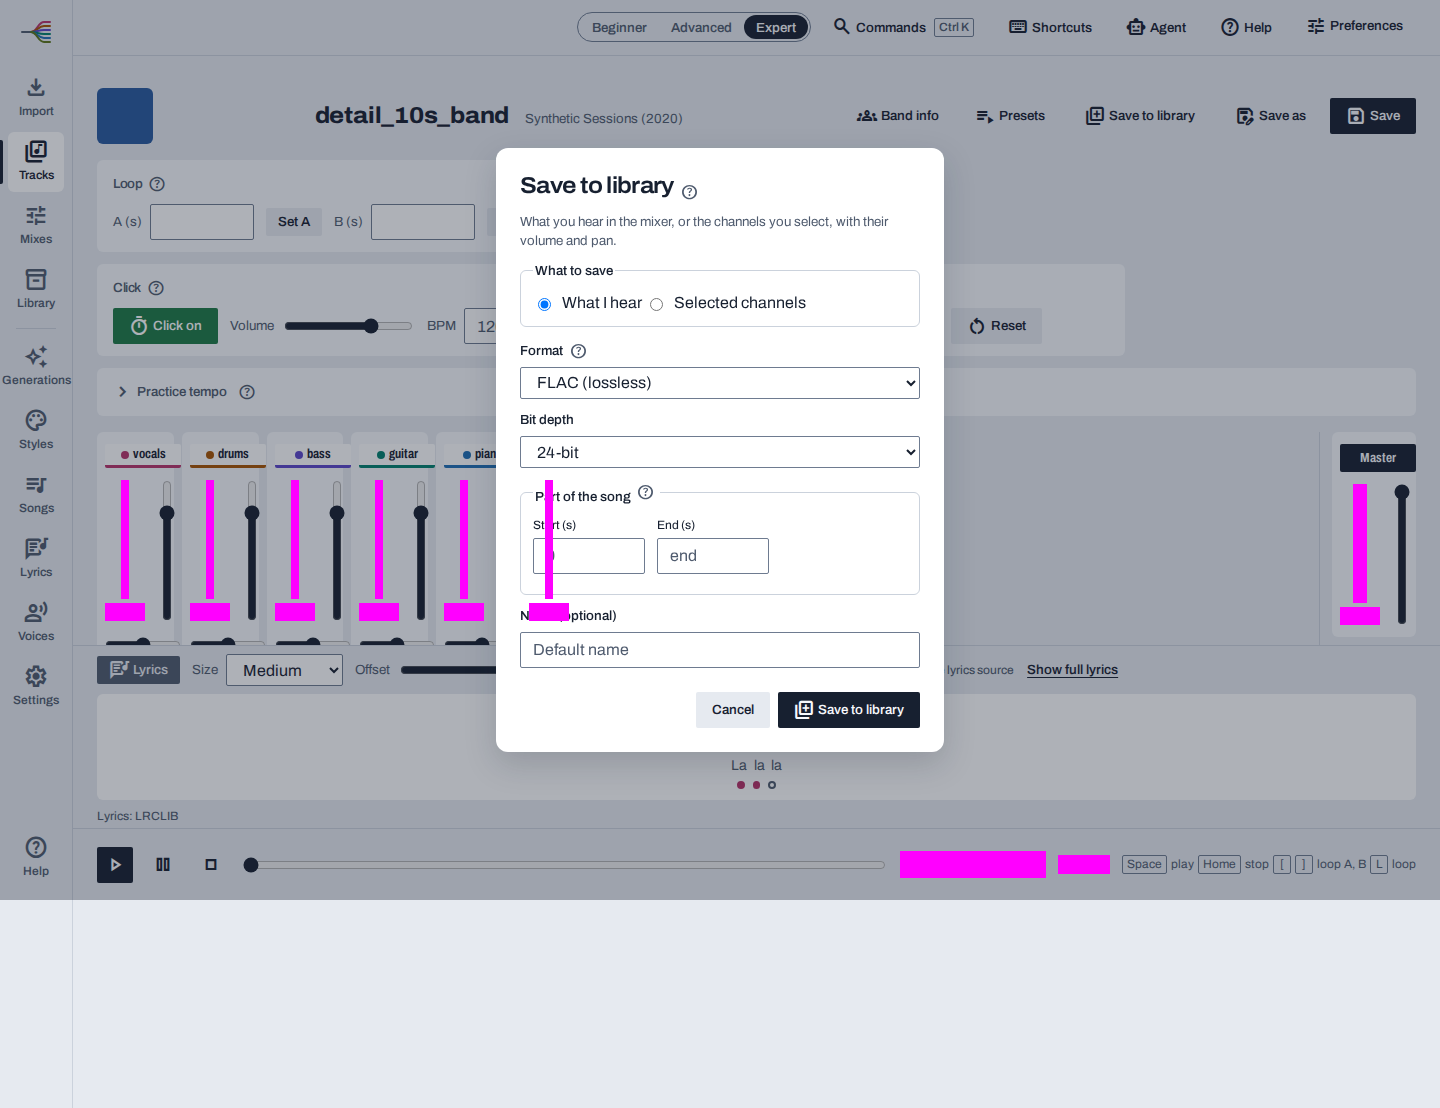 Beginner Advanced Expert Commands Ctrl K Shortcuts Agent Help Preferences
Import
Tracks
Mixes
Library
Generations
Styles
Songs
Lyrics
Voices
Settings
Help
detail_10s_band Synthetic Sessions (2020) Band info Presets Save to library Save as Save
Loop
A (s) Set A B (s)
Click
Click on Volume BPM Reset
Practice tempo
vocals drums bass guitar Master
Save to library
What you hear in the mixer, or the channels you select, with their
volume and pan.
What to save
What I hear Selected channels
Format
FLAC (lossless)
Bit depth
24-bit
of the song
(s) End (s)
end
Default name
Cancel Save to library
Lyrics Size Medium Offset lyrics source Show full lyrics
La la la
Lyrics: LRCLIB
Space play Home stop [ ] loop A, B L loop